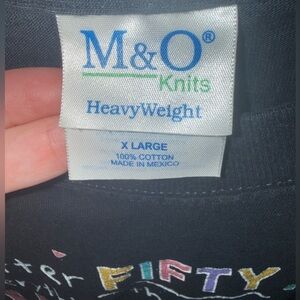 M&O®
Knits
HeavyWeight
X LARGE
100% COTTON
MADE IN MEXICO
FIFTY